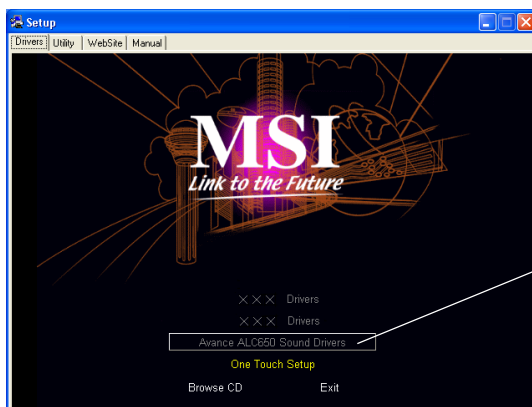 Setup
Drivers Utility WebSite Manual
MSI
Link to the Future
××× Drivers
××× Drivers
Avance ALC650 Sound Drivers
One Touch Setup
Browse CD Exit